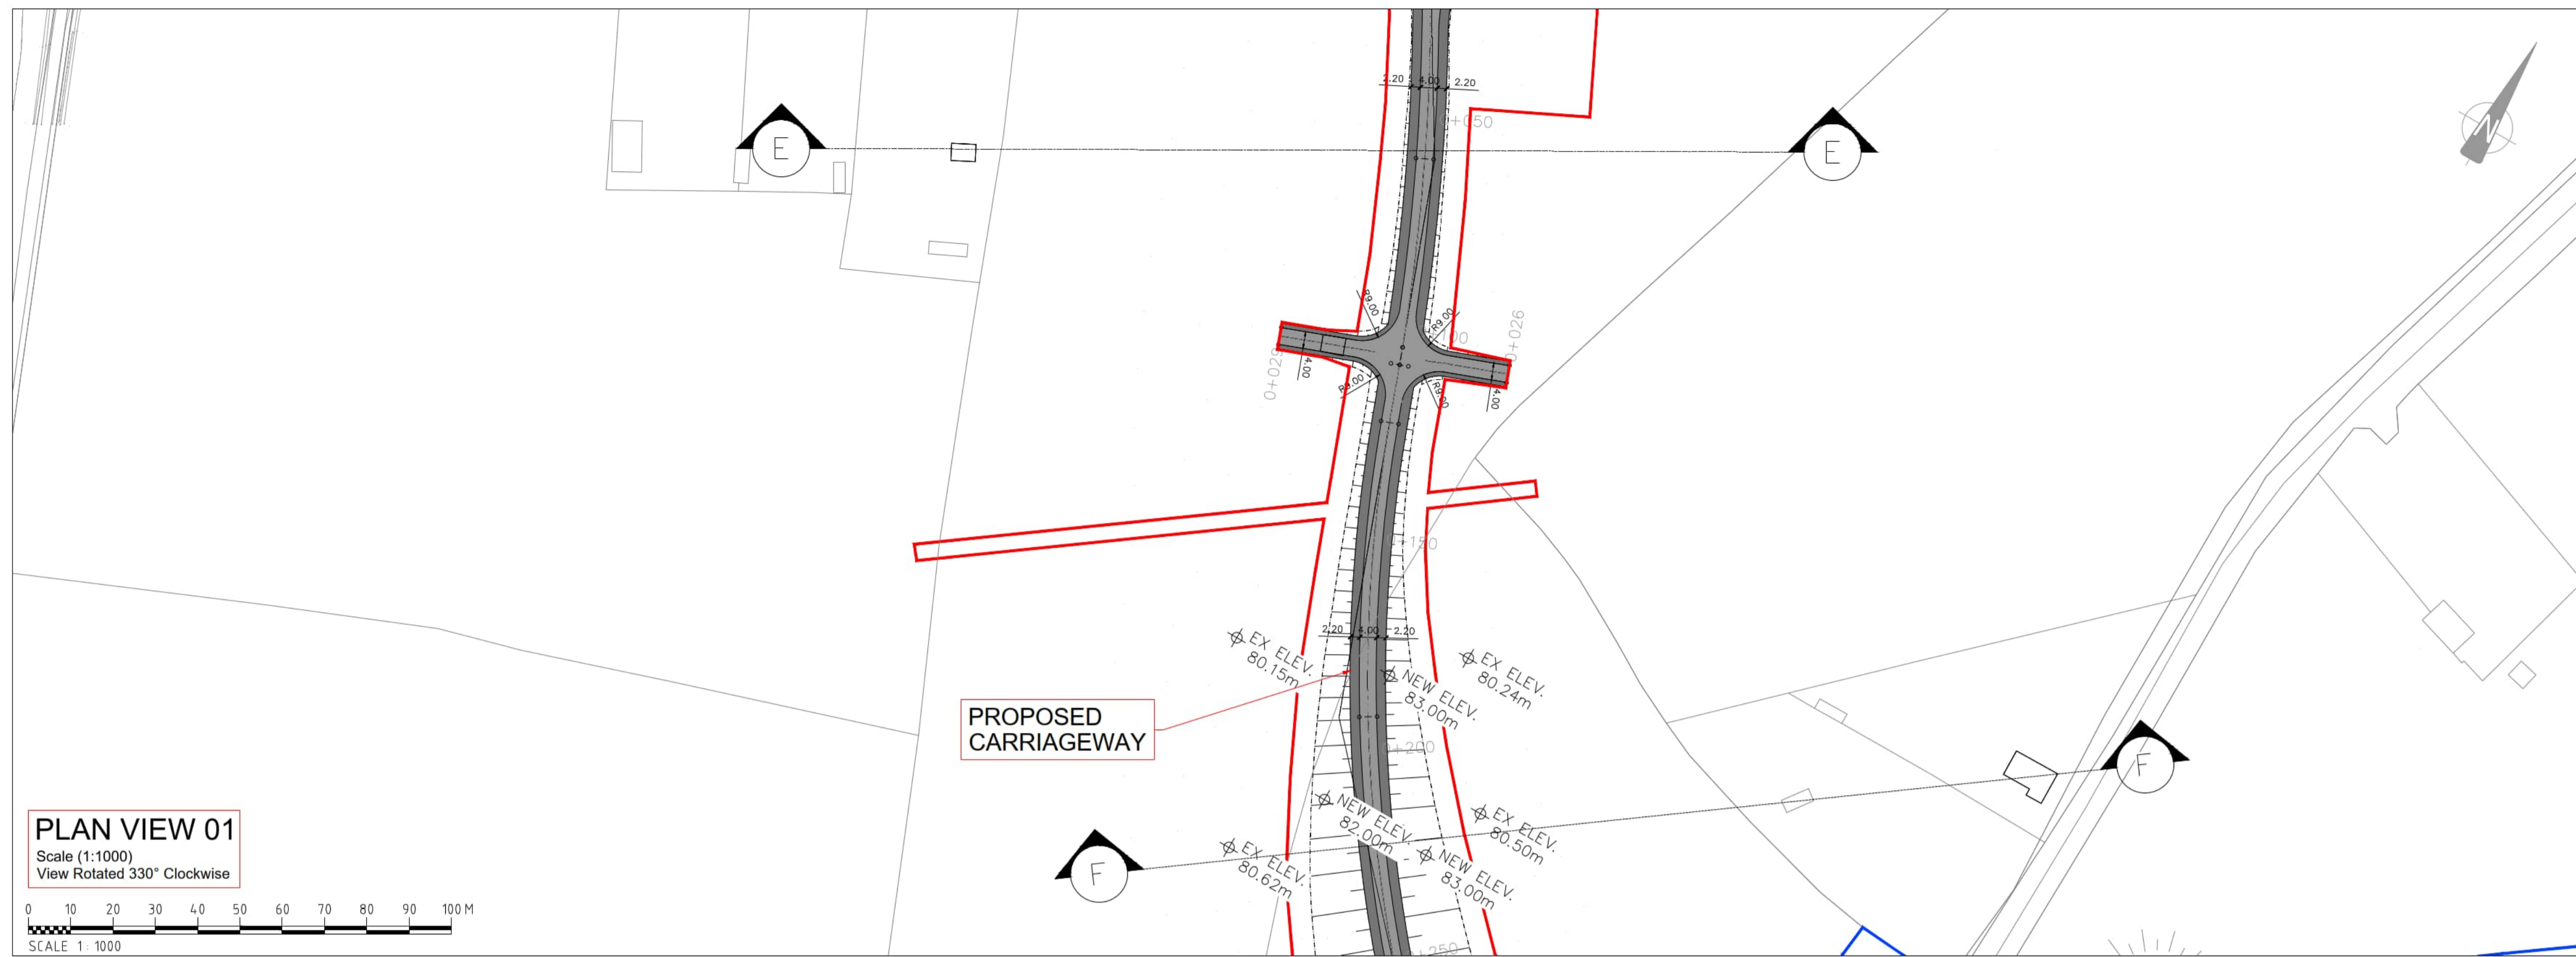 2.20 4.00 2.20
0+050
E
E
N
R9.00
R9.00
0+026
0+029
4.00
R9.00
4.00
2.20 4.00 2.20
EX ELEV.
80.15m
EX ELEV.
80.24m
NEW ELEV.
83.00m
PROPOSED
CARRIAGEWAY
0+200
F
NEW ELEV.
82.00m
EX ELEV.
80.50m
EX ELEV.
80.62m
NEW ELEV.
83.00m
F
PLAN VIEW 01
Scale (1:1000)
View Rotated 330° Clockwise
0 10 20 30 40 50 60 70 80 90 100 M
SCALE 1:1000